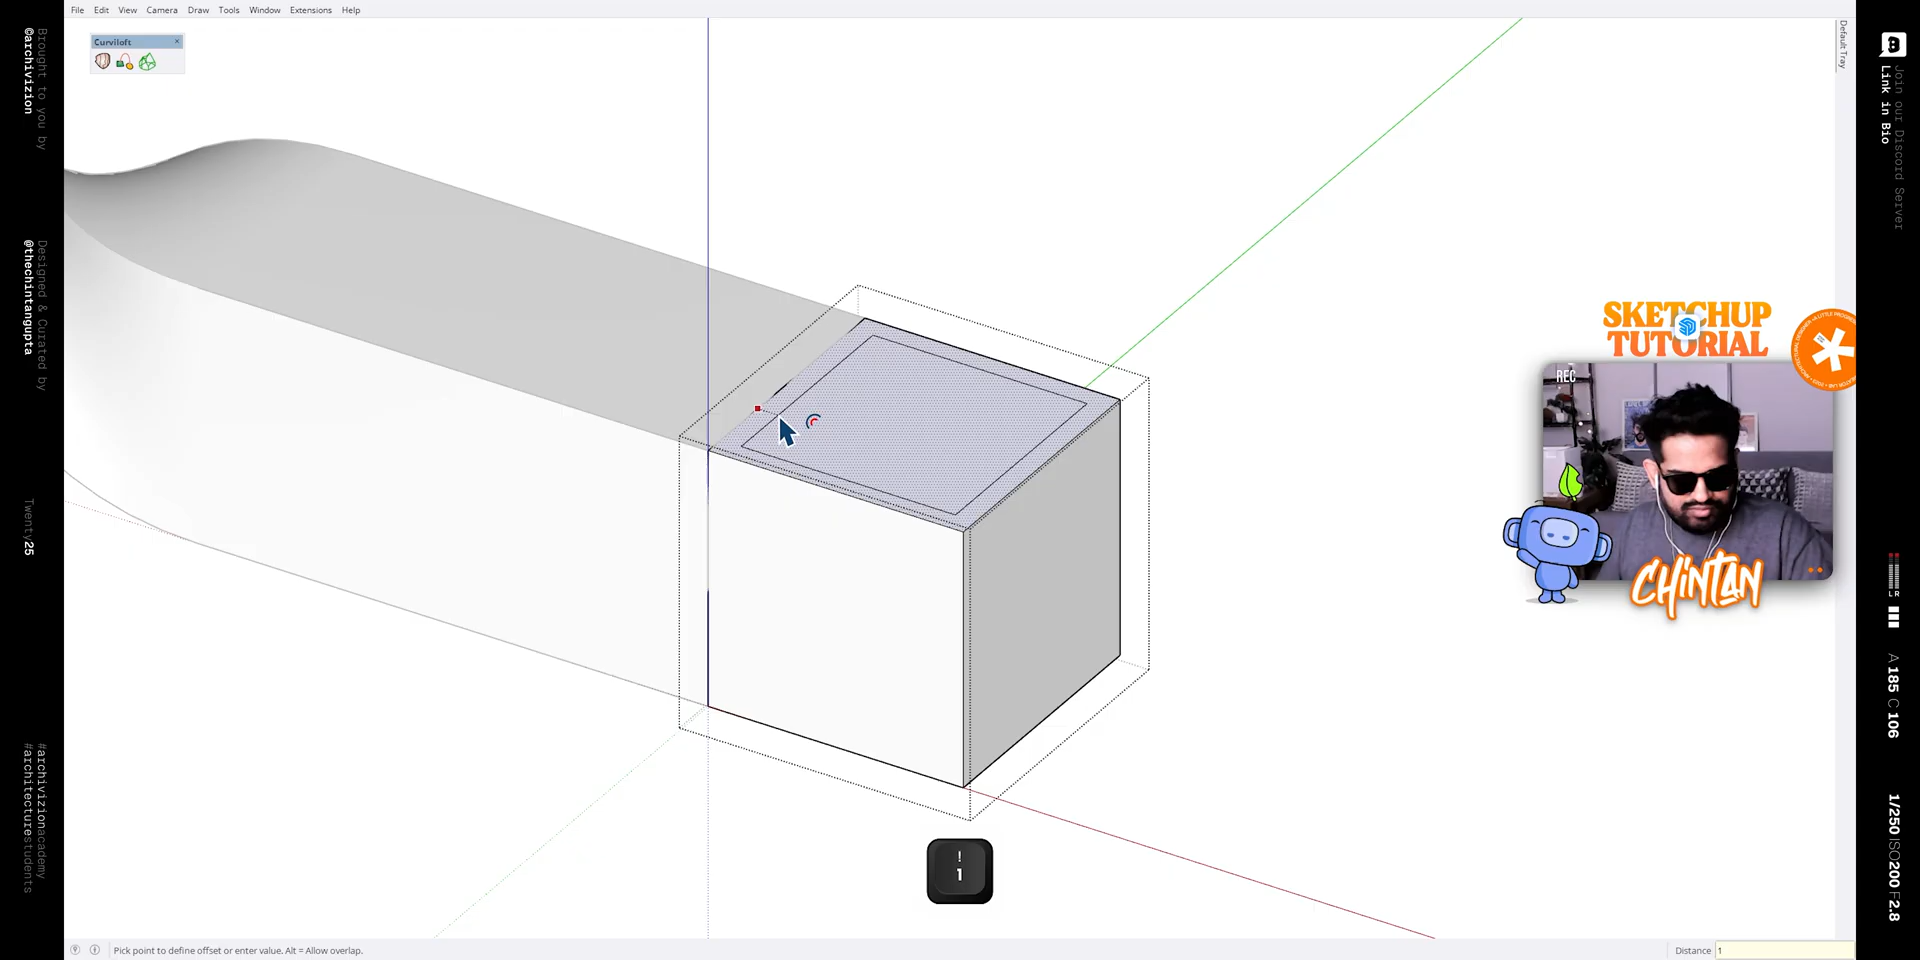 File Edit View Camera Draw Tools Window Extensions Help
Curviloft
Default Tray
Brought to you by
@archivizion
Designed & Curated by
@thechintangupta
Twenty25
#archivizionacademy
#architecturestudents
Join our Discord Server
Link in Bio
SKETCHUP
TUTORIAL
REC
CHINTAN
L R
A 185 C 106
1/250 ISO200 F2.8
!
1
Pick point to define offset or enter value. Alt = Allow overlap.
Distance 1